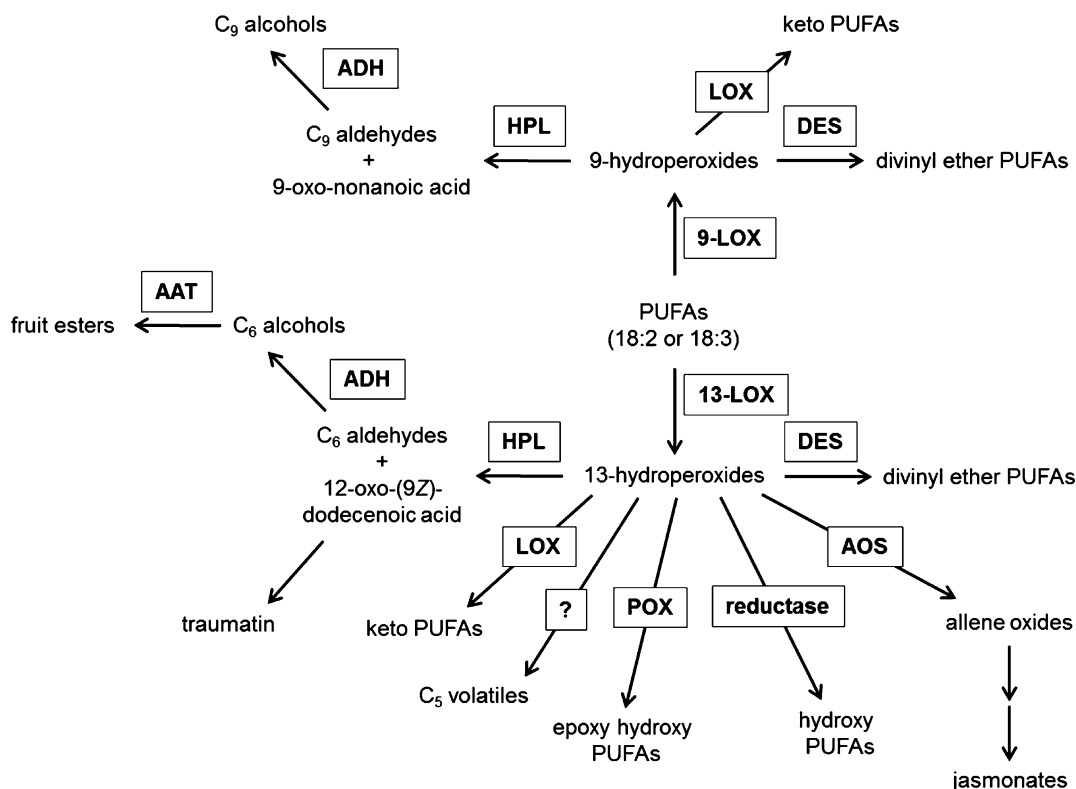 C₉ alcohols
keto PUFAs
ADH
LOX
C₉ aldehydes
+
9-oxo-nonanoic acid
HPL
9-hydroperoxides
DES
divinyl ether PUFAs
9-LOX
AAT
fruit esters
C₆ alcohols
PUFAs
(18:2 or 18:3)
ADH
13-LOX
C₆ aldehydes
+
12-oxo-(9Z)-
dodecenoic acid
HPL
13-hydroperoxides
DES
divinyl ether PUFAs
LOX
AOS
?
POX
reductase
traumatin
keto PUFAs
allene oxides
C₅ volatiles
epoxy hydroxy
PUFAs
hydroxy
PUFAs
jasmonates